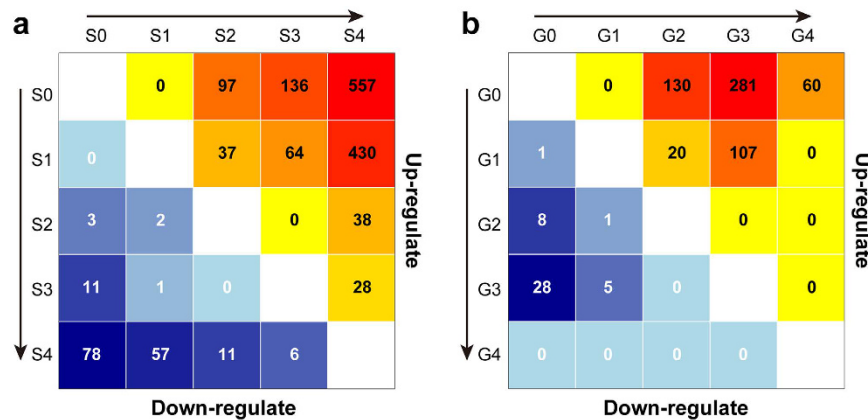 a
S0 S1 S2 S3 S4
S0 0 97 136 557
S1 0 37 64 430
S2 3 2 0 38
S3 11 1 0 28
S4 78 57 11 6
Up-regulate
Down-regulate
b
G0 G1 G2 G3 G4
G0 0 130 281 60
G1 1 20 107 0
G2 8 1 0 0
G3 28 5 0 0
G4 0 0 0 0
Up-regulate
Down-regulate